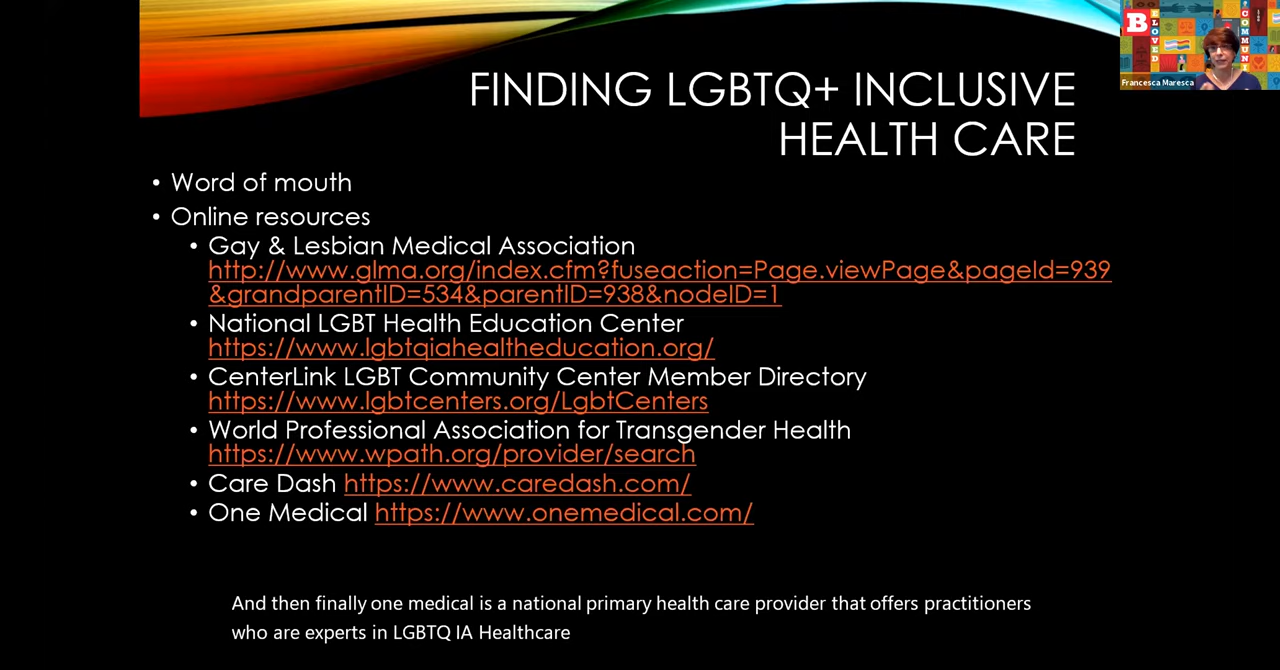 FINDING LGBTQ+ INCLUSIVE
HEALTH CARE
B
ELOVED
COMMUNI
Francesca Maresca
• Word of mouth
• Online resources
• Gay & Lesbian Medical Association
http://www.glma.org/index.cfm?fuseaction=Page.viewPage&pageId=939
&grandparentID=534&parentID=938&nodeID=1
• National LGBT Health Education Center
https://www.lgbtqiahealtheducation.org/
• CenterLink LGBT Community Center Member Directory
https://www.lgbtcenters.org/LgbtCenters
• World Professional Association for Transgender Health
https://www.wpath.org/provider/search
• Care Dash https://www.caredash.com/
• One Medical https://www.onemedical.com/
And then finally one medical is a national primary health care provider that offers practitioners
who are experts in LGBTQ IA Healthcare